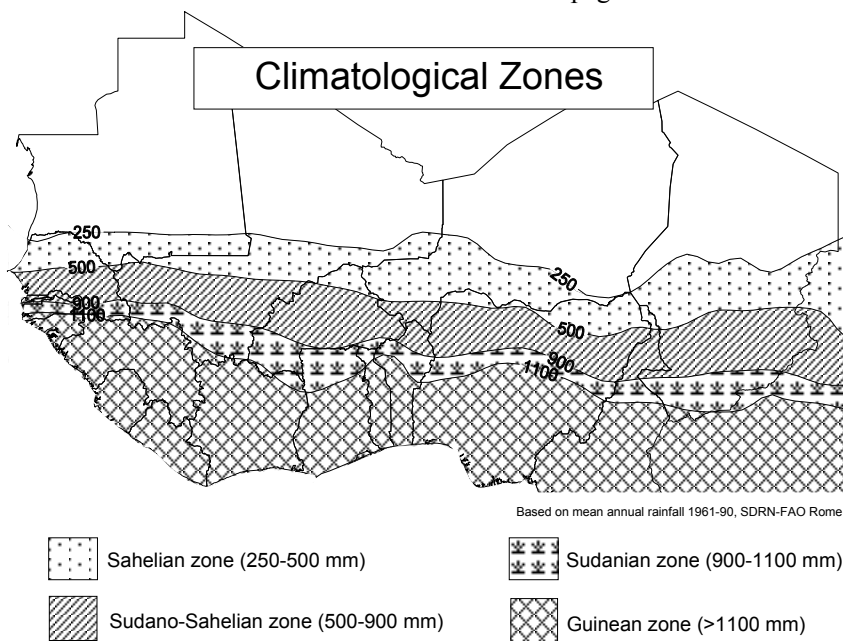 Climatological Zones
250
250
500
500
900
1100
900
1100
Based on mean annual rainfall 1961-90, SDRN-FAO Rome
Sahelian zone (250-500 mm)
Sudanian zone (900-1100 mm)
Sudano-Sahelian zone (500-900 mm)
Guinean zone (>1100 mm)